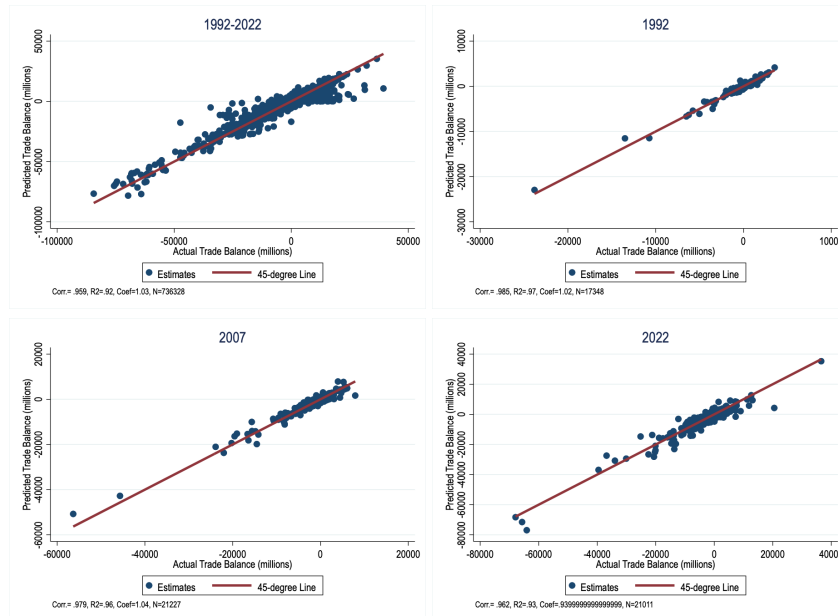 1992-2022
Predicted Trade Balance (millions)
50000
0
-50000
-100000
-100000 -50000 0 50000
Actual Trade Balance (millions)
Estimates 45-degree Line
Corr.= .959, R2=.92, Coef=1.03, N=736328
1992
Predicted Trade Balance (millions)
10000
0
-10000
-20000
-30000
-30000 -20000 -10000 0 10000
Actual Trade Balance (millions)
Estimates 45-degree Line
Corr.= .985, R2=.97, Coef=1.02, N=17348
2007
Predicted Trade Balance (millions)
20000
0
-20000
-40000
-60000
-60000 -40000 -20000 0 20000
Actual Trade Balance (millions)
Estimates 45-degree Line
Corr.= .979, R2=.96, Coef=1.04, N=21227
2022
Predicted Trade Balance (millions)
40000
20000
0
-20000
-40000
-60000
-80000
-80000 -60000 -40000 -20000 0 20000 4000
Actual Trade Balance (millions)
Estimates 45-degree Line
Corr.= .962, R2=.93, Coef=.9399999999999999, N=21011